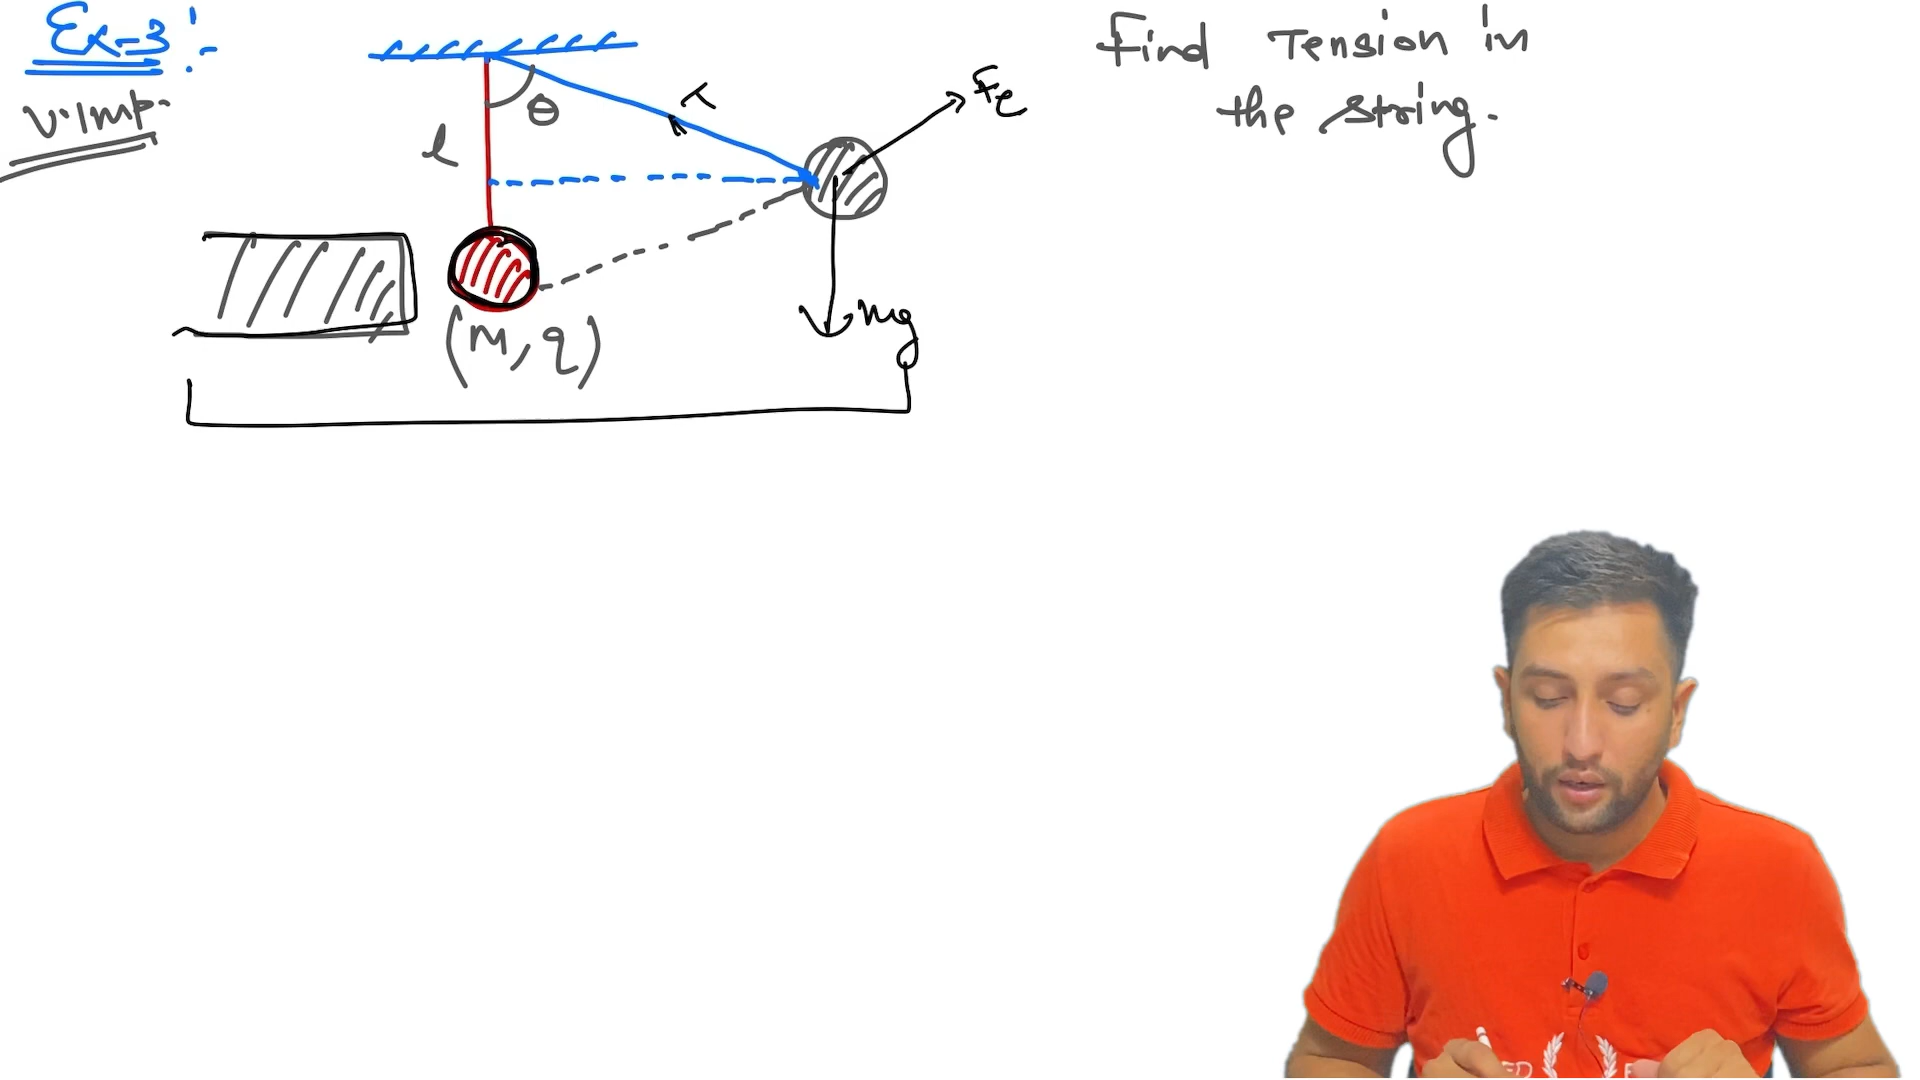 Ex-3:-
V.Imp.
Find Tension in
the string.
θ
T
Fe
l
mg
(m, q)